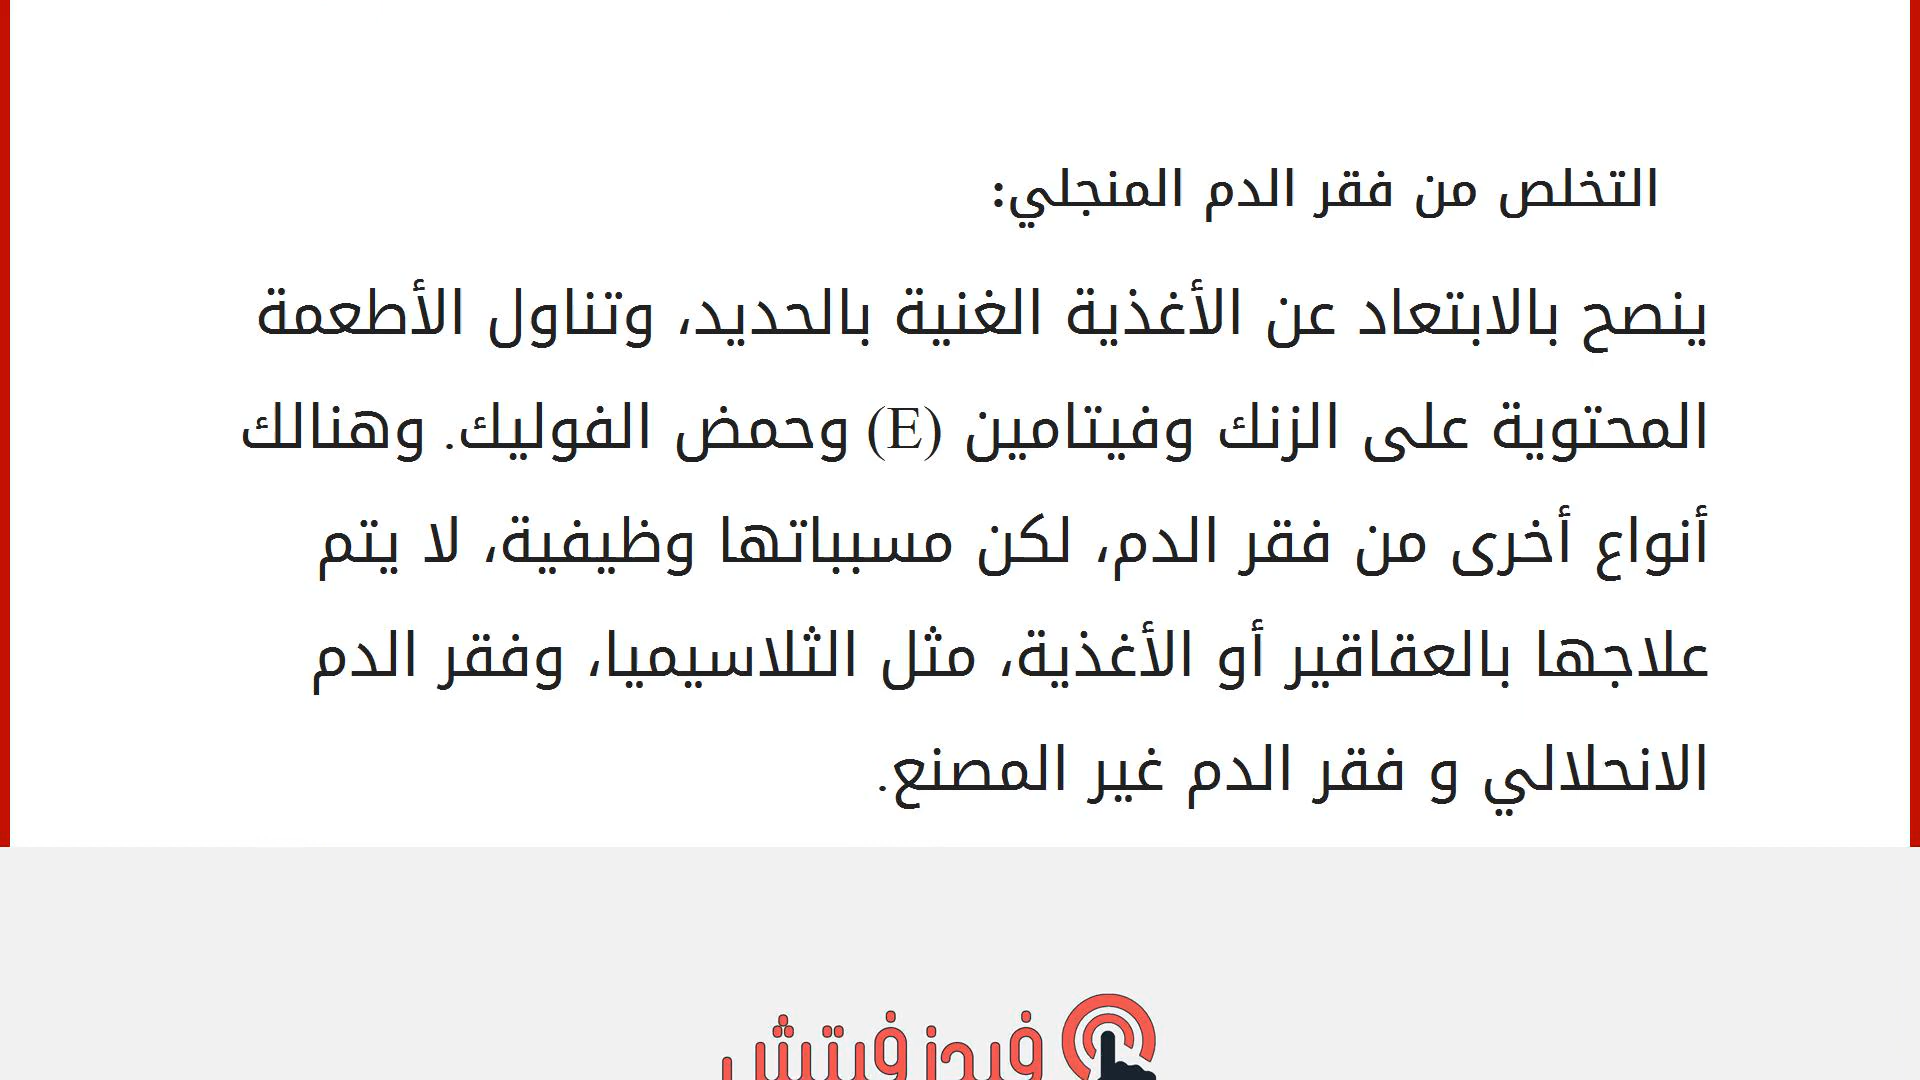 التخلص من فقر الدم المنجلي:
ينصح بالابتعاد عن الأغذية الغنية بالحديد، وتناول الأطعمة
المحتوية على الزنك وفيتامين (E) وحمض الفوليك. وهنالك
أنواع أخرى من فقر الدم، لكن مسبباتها وظيفية، لا يتم
علاجها بالعقاقير أو الأغذية، مثل الثلاسيميا، وفقر الدم
الانحلالي و فقر الدم غير المصنع.
فيدز فيتش